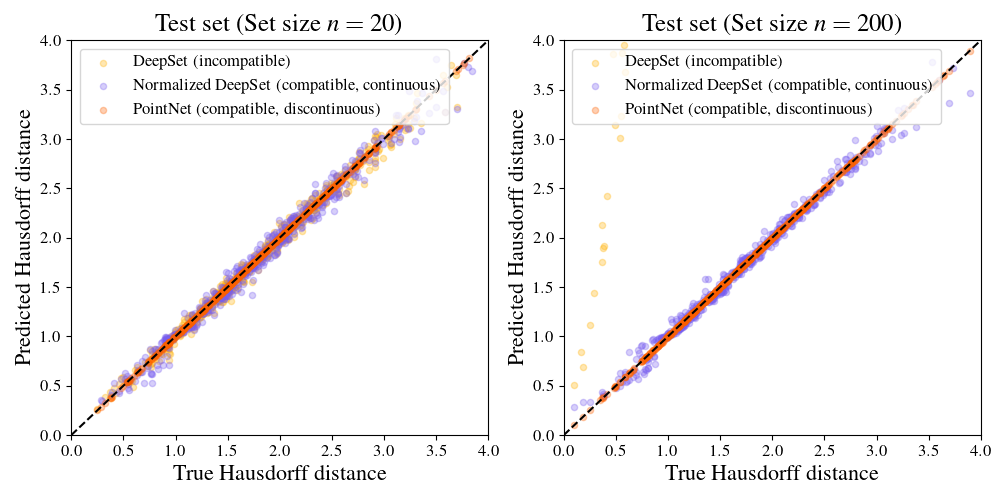 Test set (Set size n = 20)
4.0
3.5
3.0
2.5
2.0
1.5
1.0
0.5
0.0
Predicted Hausdorff distance
DeepSet (incompatible)
Normalized DeepSet (compatible, continuous)
PointNet (compatible, discontinuous)
0.0 0.5 1.0 1.5 2.0 2.5 3.0 3.5 4.0
True Hausdorff distance
Test set (Set size n = 200)
4.0
3.5
3.0
2.5
2.0
1.5
1.0
0.5
0.0
Predicted Hausdorff distance
DeepSet (incompatible)
Normalized DeepSet (compatible, continuous)
PointNet (compatible, discontinuous)
0.0 0.5 1.0 1.5 2.0 2.5 3.0 3.5 4.0
True Hausdorff distance